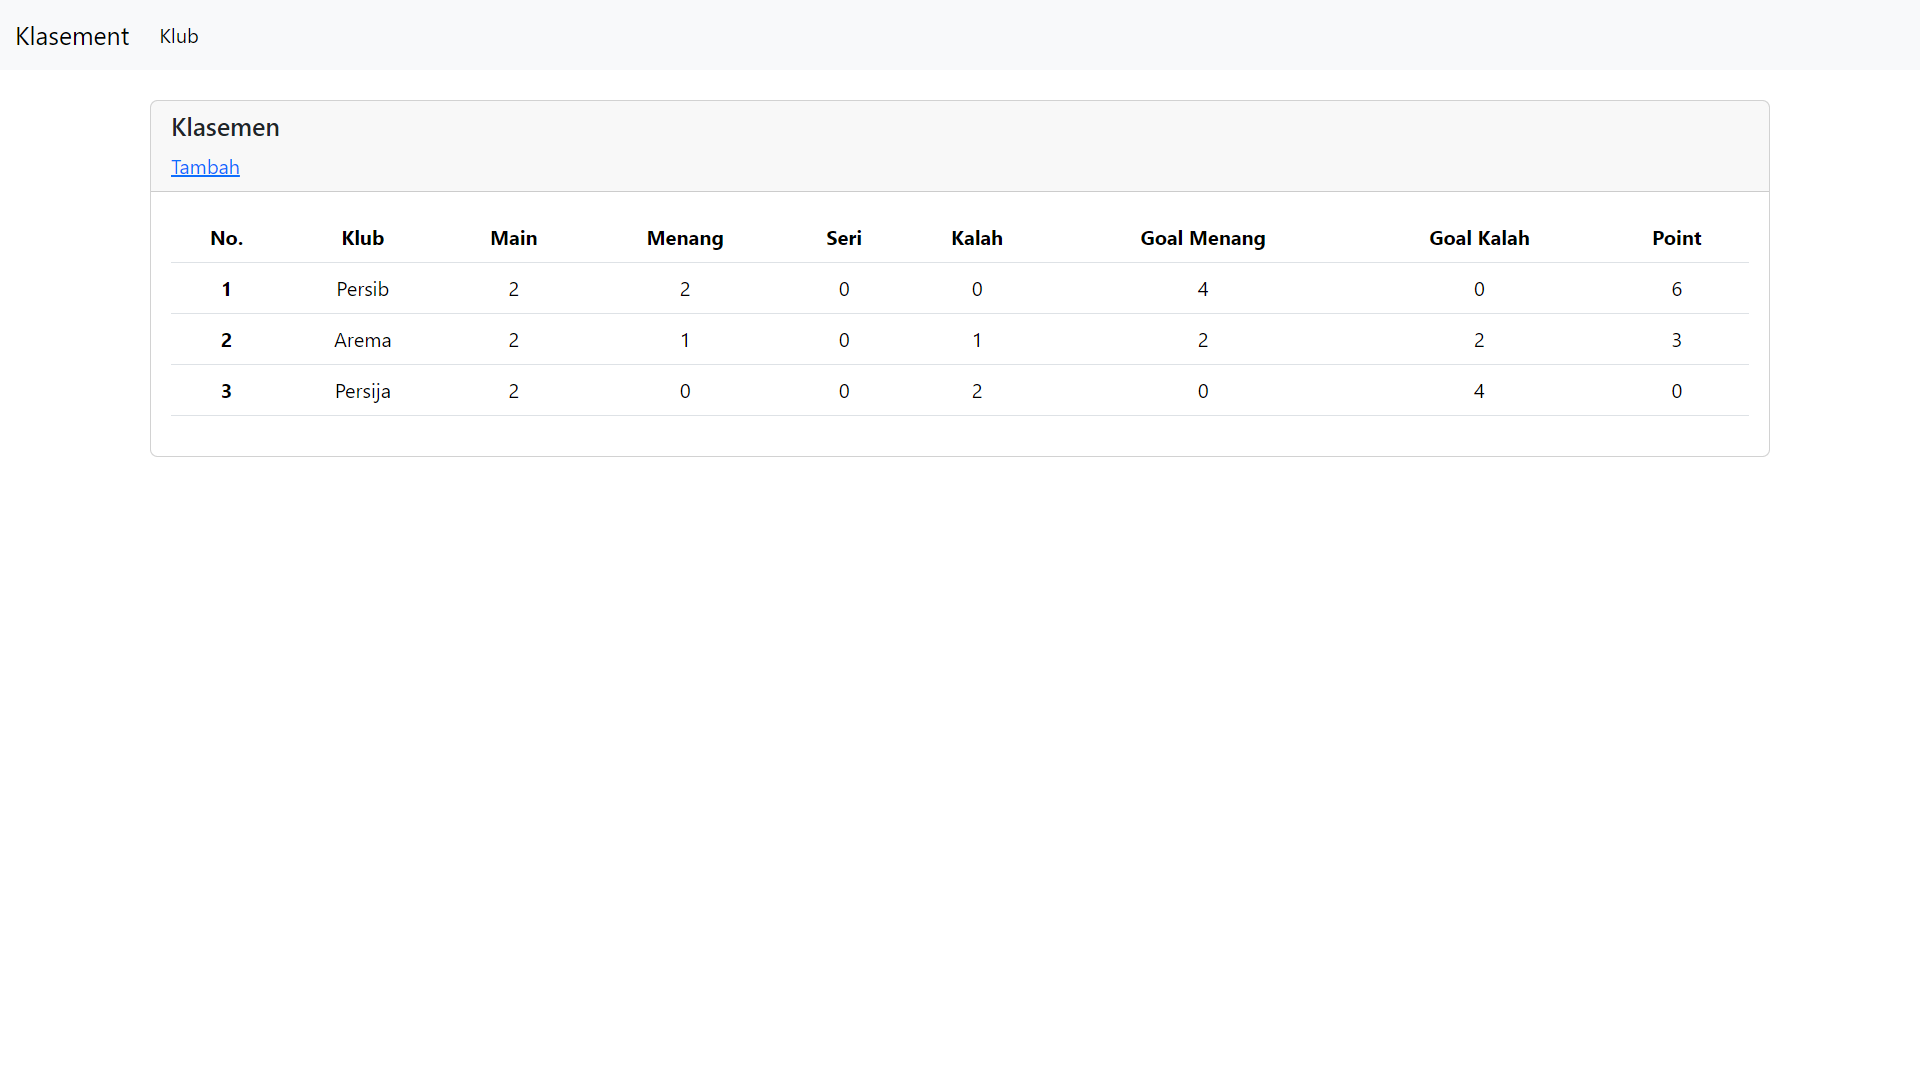 Klasement Klub
Klasemen
Tambah
No. Klub Main Menang Seri Kalah Goal Menang Goal Kalah Point
1 Persib 2 2 0 0 4 0 6
2 Arema 2 1 0 1 2 2 3
3 Persija 2 0 0 2 0 4 0